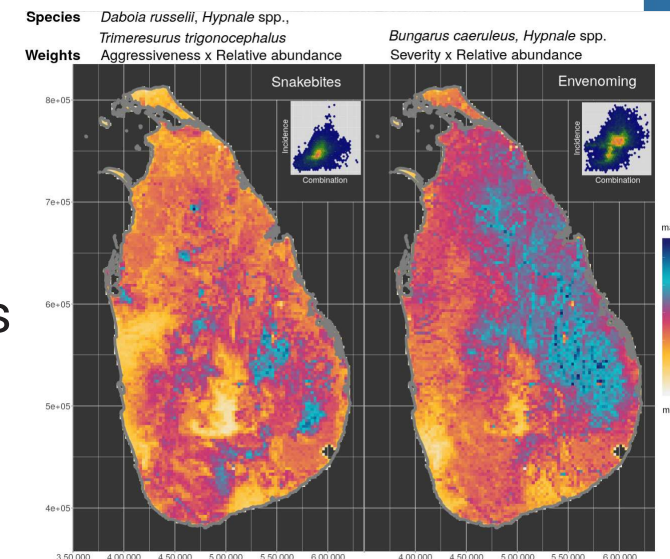 Species Daboia russelii, Hypnale spp.,
Trimeresurus trigonocephalus Bungarus caeruleus, Hypnale spp.
Weights Aggressiveness x Relative abundance Severity x Relative abundance
Snakebites Envenoming
8e+05
Incidence Incidence
Combination Combination
7e+05
6e+05
s
5e+05
4e+05
3,50,000 4,00,000 4,50,000 5,00,000 5,50,000 6,00,000 4,00,000 4,50,000 5,00,000 5,50,000 6,00,000